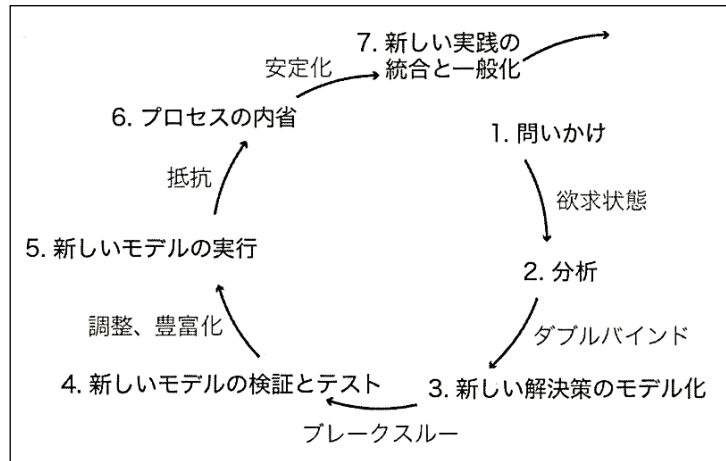 7. 新しい実践の
統合と一般化
安定化
6. プロセスの内省
1. 問いかけ
抵抗
欲求状態
5. 新しいモデルの実行
2. 分析
調整、豊富化
ダブルバインド
4. 新しいモデルの検証とテスト
3. 新しい解決策のモデル化
ブレークスルー